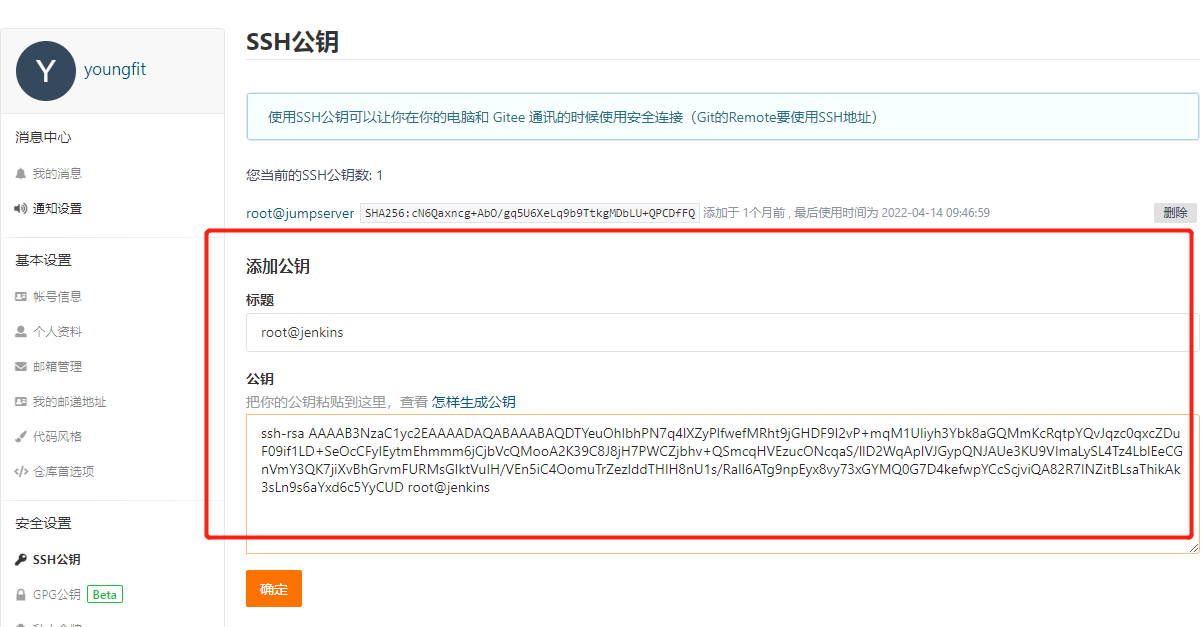 SSH公钥
Y youngfit
使用SSH公钥可以让你在你的电脑和 Gitee 通讯的时候使用安全连接（Git的Remote要使用SSH地址）
消息中心
我的消息
通知设置
您当前的SSH公钥数: 1
root@jumpserver SHA256:cN6Qaxncg+AbO/gq5U6XeLq9b9TtkgMDbLU+QPCDfFQ 添加于 1个月前 , 最后使用时间为 2022-04-14 09:46:59 删除
基本设置
帐号信息
个人资料
邮箱管理
我的邮递地址
代码风格
仓库首选项
安全设置
SSH公钥
GPG公钥 Beta
添加公钥
标题
root@jenkins
公钥
把你的公钥粘贴到这里，查看 怎样生成公钥
ssh-rsa AAAAB3NzaC1yc2EAAAADAQABAAABAQDTYeuOhIbhPN7q4lXZyPlfwefMRht9jGHDF9I2vP+mqM1UIiyh3Ybk8aGQMmKcRqtpYQvJqzc0qxcZDu
F09if1LD+SeOcCFyIEytmEhmmm6jCjbVcQMooA2K39C8J8jH7PWCZjbhv+QSmcqHVEzucONcqaS/lID2WqApIVJGypQNJAUe3KU9VImaLySL4Tz4LbIEeCG
nVmY3QK7jiXvBhGrvmFURMsGIktVuIH/VEn5iC4OomuTrZezIddTHIH8nU1s/RaII6ATg9npEyx8vy73xGYMQ0G7D4kefwpYCcScjviQA82R7INZitBLsaThikAk
3sLn9s6aYxd6c5YyCUD root@jenkins
确定